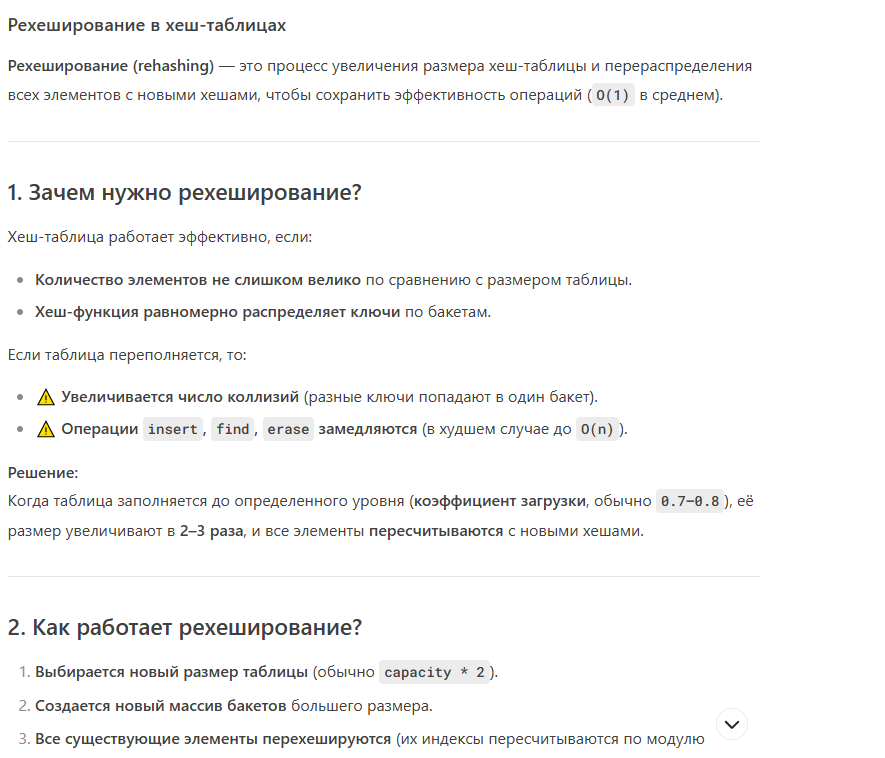 Рехеширование в хеш-таблицах
Рехеширование (rehashing) — это процесс увеличения размера хеш-таблицы и перераспределения
всех элементов с новыми хешами, чтобы сохранить эффективность операций (O(1) в среднем).
1. Зачем нужно рехеширование?
Хеш-таблица работает эффективно, если:
• Количество элементов не слишком велико по сравнению с размером таблицы.
• Хеш-функция равномерно распределяет ключи по бакетам.
Если таблица переполняется, то:
• ⚠ Увеличивается число коллизий (разные ключи попадают в один бакет).
• ⚠ Операции insert, find, erase замедляются (в худшем случае до O(n)).
Решение:
Когда таблица заполняется до определенного уровня (коэффициент загрузки, обычно 0.7–0.8), её
размер увеличивают в 2–3 раза, и все элементы пересчитываются с новыми хешами.
2. Как работает рехеширование?
1. Выбирается новый размер таблицы (обычно capacity * 2).
2. Создается новый массив бакетов большего размера.
3. Все существующие элементы перехешируются (их индексы пересчитываются по модулю